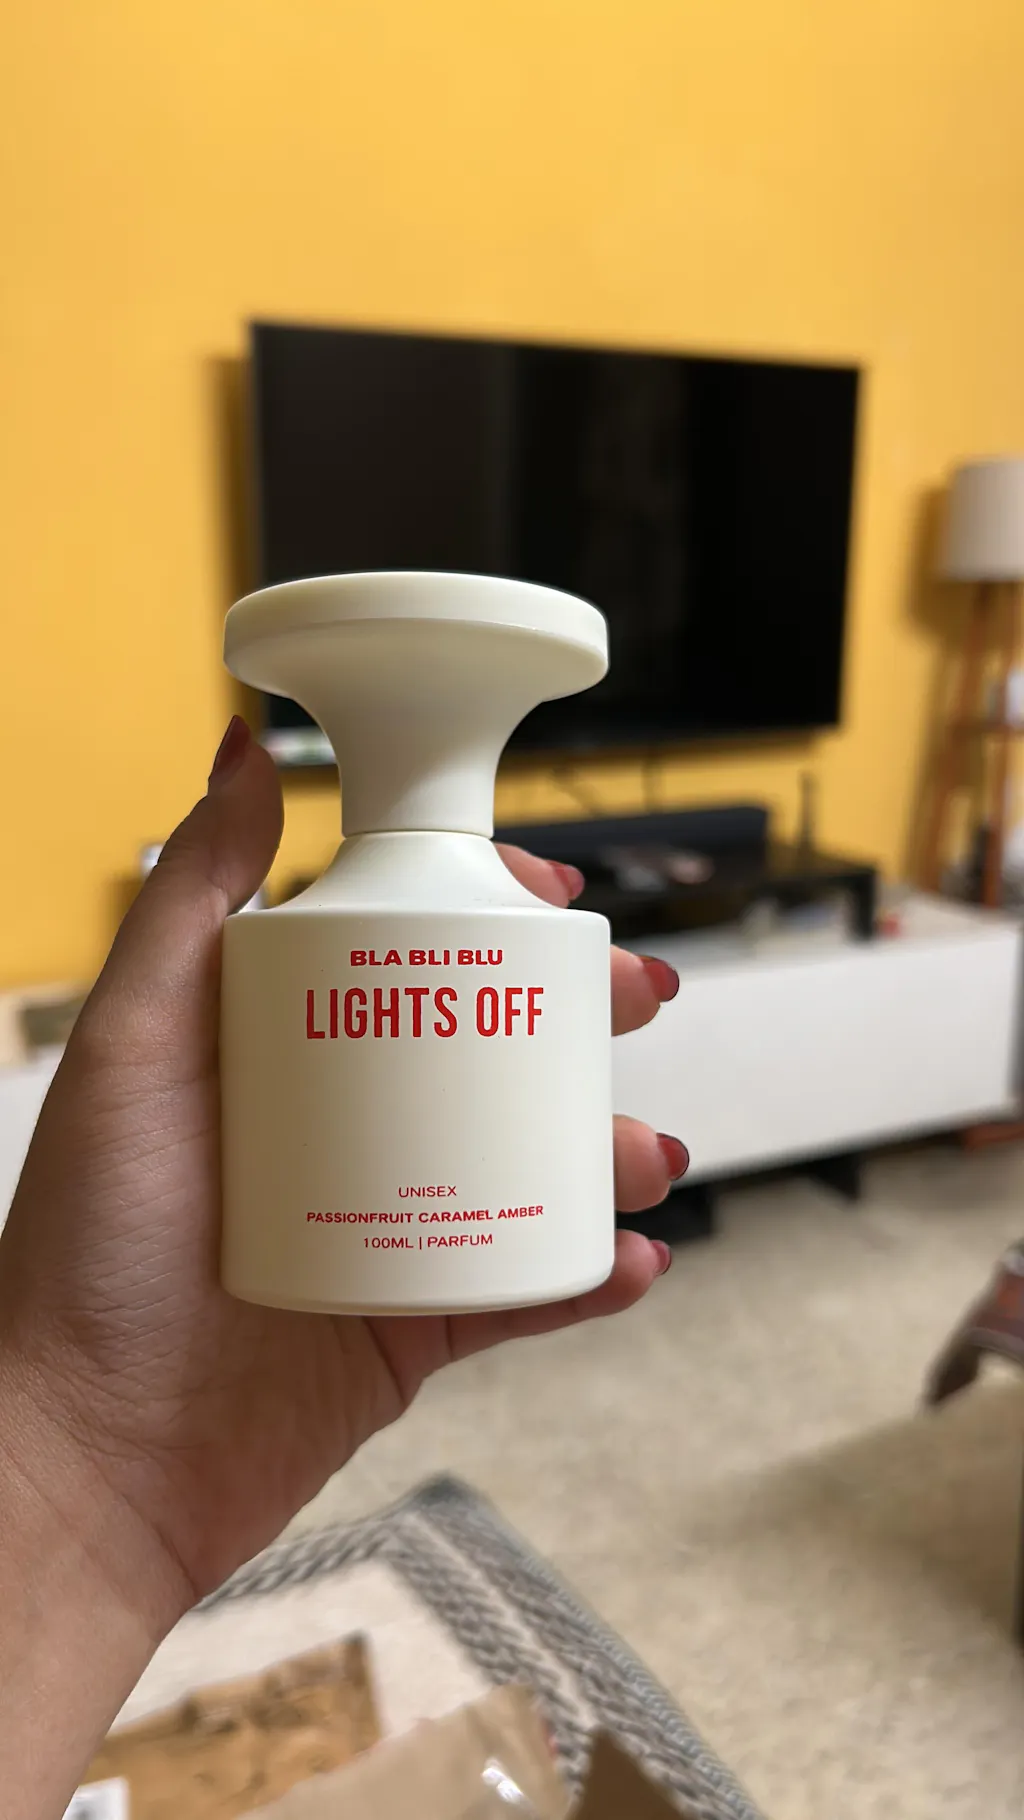 BLA BLI BLU
LIGHTS OFF
UNISEX
PASSIONFRUIT CARAMEL AMBER
100ML | PARFUM